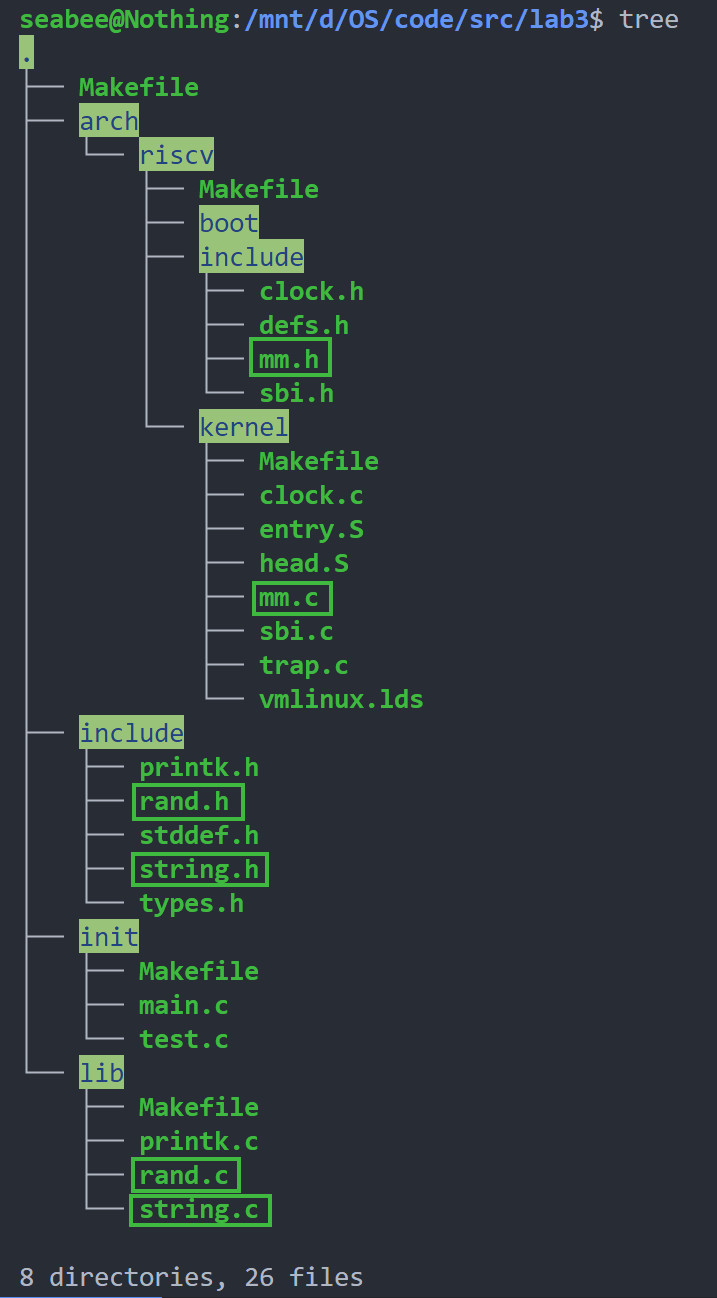 seabee@Nothing:/mnt/d/OS/code/src/lab3$ tree
.
├── Makefile
├── arch
│   └── riscv
│       ├── Makefile
│       ├── boot
│       ├── include
│       │   ├── clock.h
│       │   ├── defs.h
│       │   ├── mm.h
│       │   └── sbi.h
│       └── kernel
│           ├── Makefile
│           ├── clock.c
│           ├── entry.S
│           ├── head.S
│           ├── mm.c
│           ├── sbi.c
│           ├── trap.c
│           └── vmlinux.lds
├── include
│   ├── printk.h
│   ├── rand.h
│   ├── stddef.h
│   ├── string.h
│   └── types.h
├── init
│   ├── Makefile
│   ├── main.c
│   └── test.c
└── lib
    ├── Makefile
    ├── printk.c
    ├── rand.c
    └── string.c
8 directories, 26 files